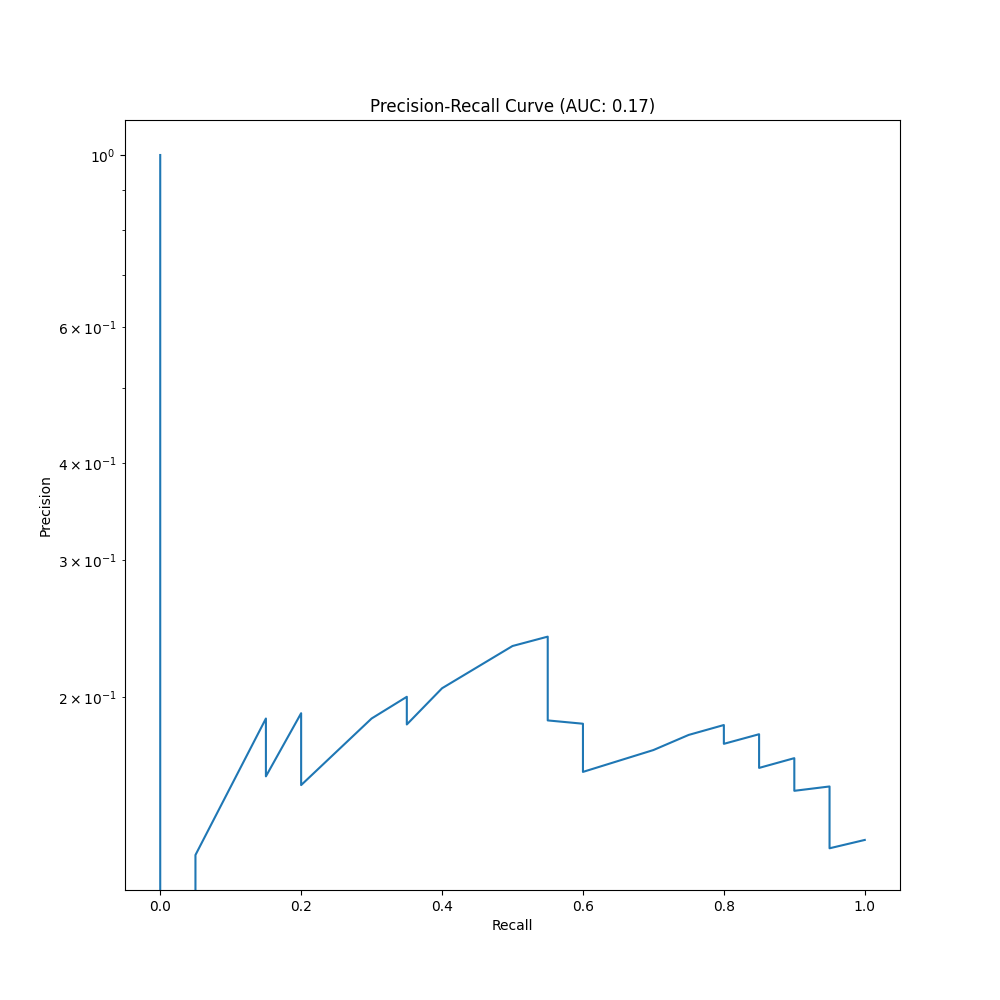 Precision-Recall Curve (AUC: 0.17)
10⁰
6 × 10⁻¹
4 × 10⁻¹
3 × 10⁻¹
2 × 10⁻¹
Precision
0.0 0.2 0.4 0.6 0.8 1.0
Recall